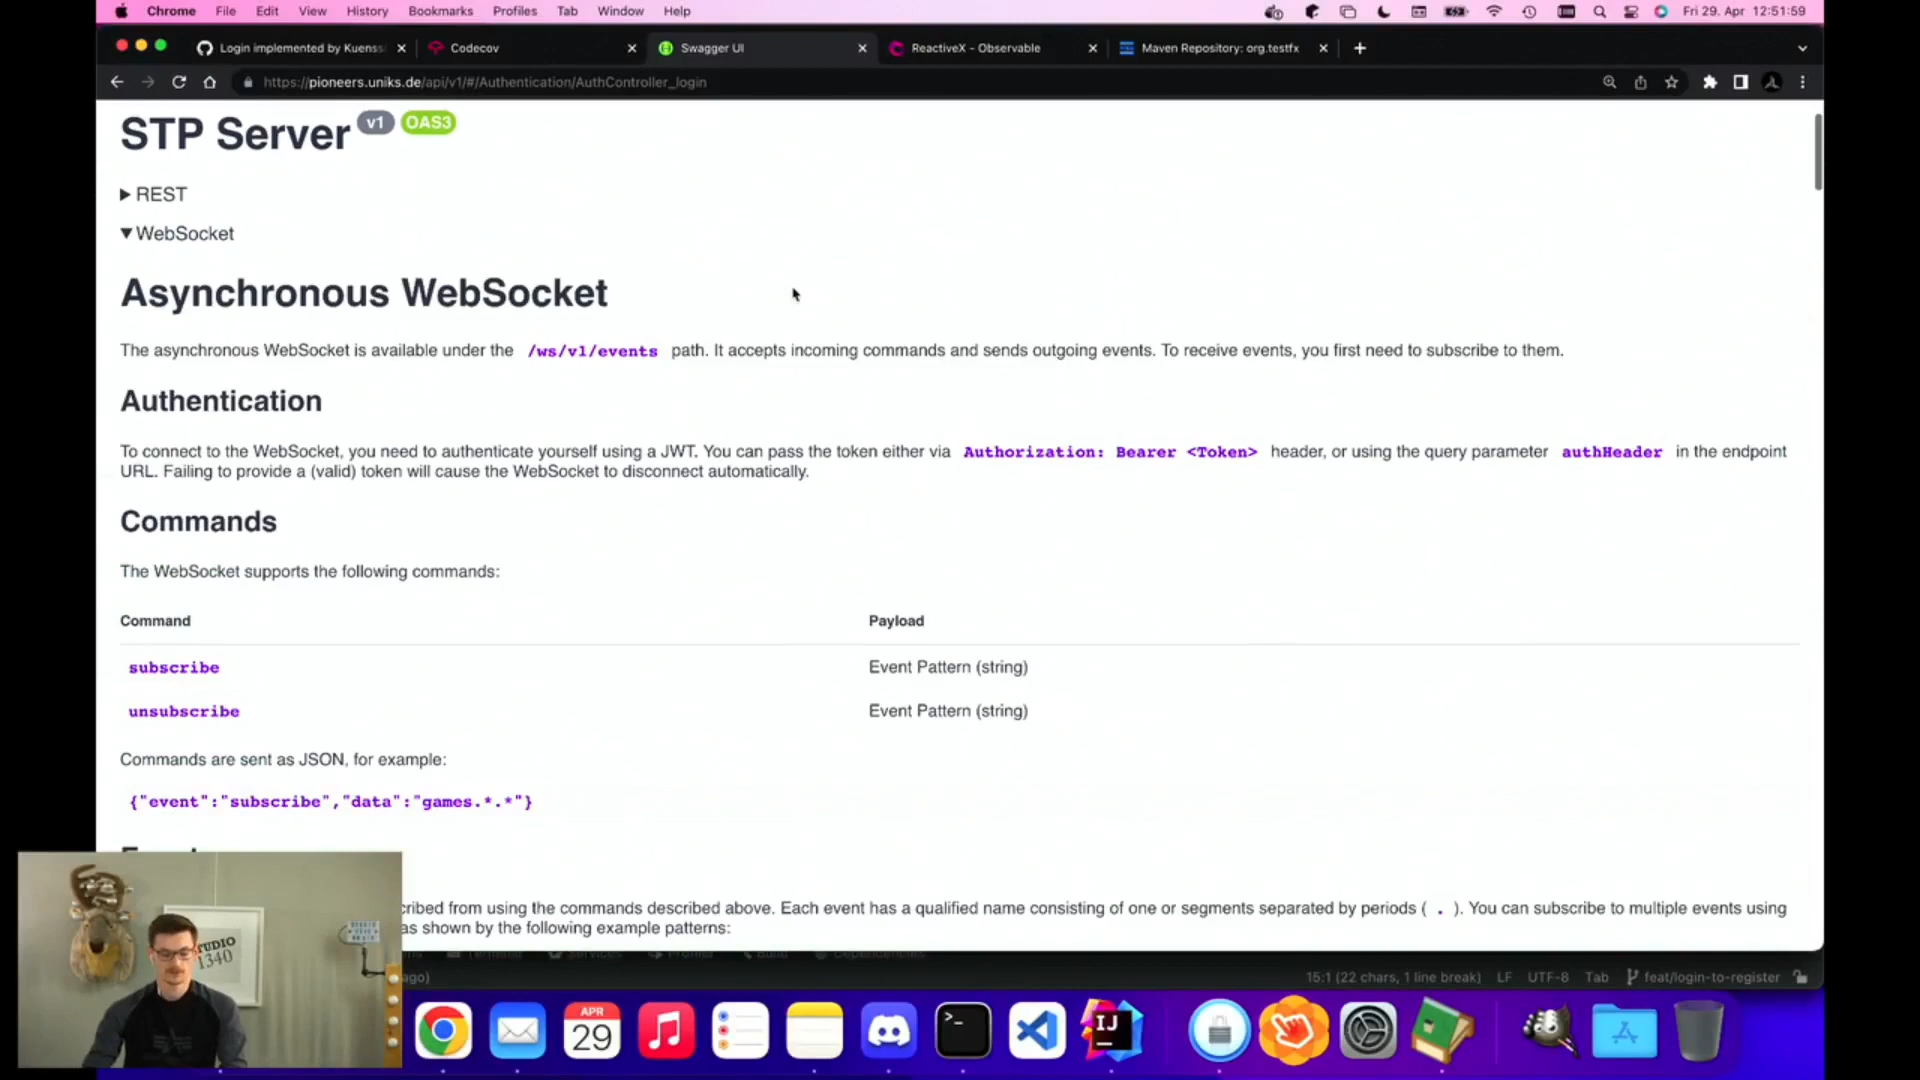 Chrome File Edit View History Bookmarks Profiles Tab Window Help
Fri 29. Apr 12:51:59
Login implemented by Kuenss
Codecov
Swagger UI
ReactiveX - Observable
Maven Repository: org.testfx
https://pioneers.uniks.de/api/v1/#/Authentication/AuthController_login
STP Server v1 OAS3
REST
WebSocket
Asynchronous WebSocket
The asynchronous WebSocket is available under the /ws/v1/events path. It accepts incoming commands and sends outgoing events. To receive events, you first need to subscribe to them.
Authentication
To connect to the WebSocket, you need to authenticate yourself using a JWT. You can pass the token either via Authorization: Bearer <Token> header, or using the query parameter authHeader in the endpoint
URL. Failing to provide a (valid) token will cause the WebSocket to disconnect automatically.
Commands
The WebSocket supports the following commands:
Command Payload
subscribe Event Pattern (string)
unsubscribe Event Pattern (string)
Commands are sent as JSON, for example:
{"event":"subscribe","data":"games.*.*"}
cribed from using the commands described above. Each event has a qualified name consisting of one or segments separated by periods ( . ). You can subscribe to multiple events using
as shown by the following example patterns:
ago)
15:1 (22 chars, 1 line break) LF UTF-8 Tab feat/login-to-register
STUDIO
1340
APR
29
IJ